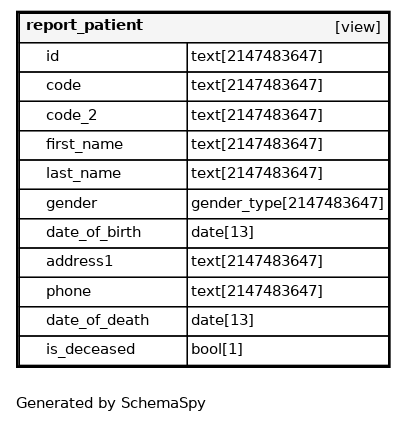 report_patient [view]
id text[2147483647]
code text[2147483647]
code_2 text[2147483647]
first_name text[2147483647]
last_name text[2147483647]
gender gender_type[2147483647]
date_of_birth date[13]
address1 text[2147483647]
phone text[2147483647]
date_of_death date[13]
is_deceased bool[1]
Generated by SchemaSpy